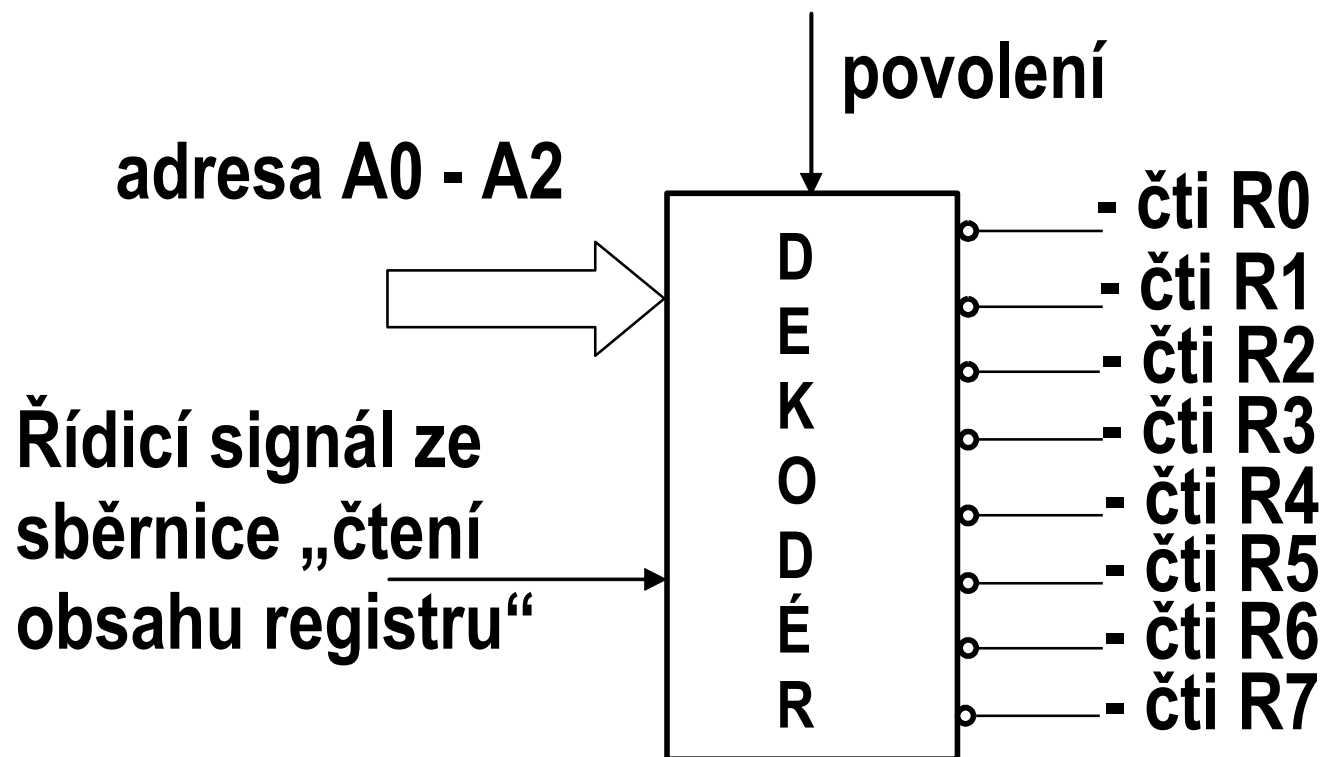 povolení
adresa A0 - A2
Řídicí signál ze
sběrnice „čtení
obsahu registru“
D
E
K
O
D
É
R
- čti R0
- čti R1
- čti R2
- čti R3
- čti R4
- čti R5
- čti R6
- čti R7